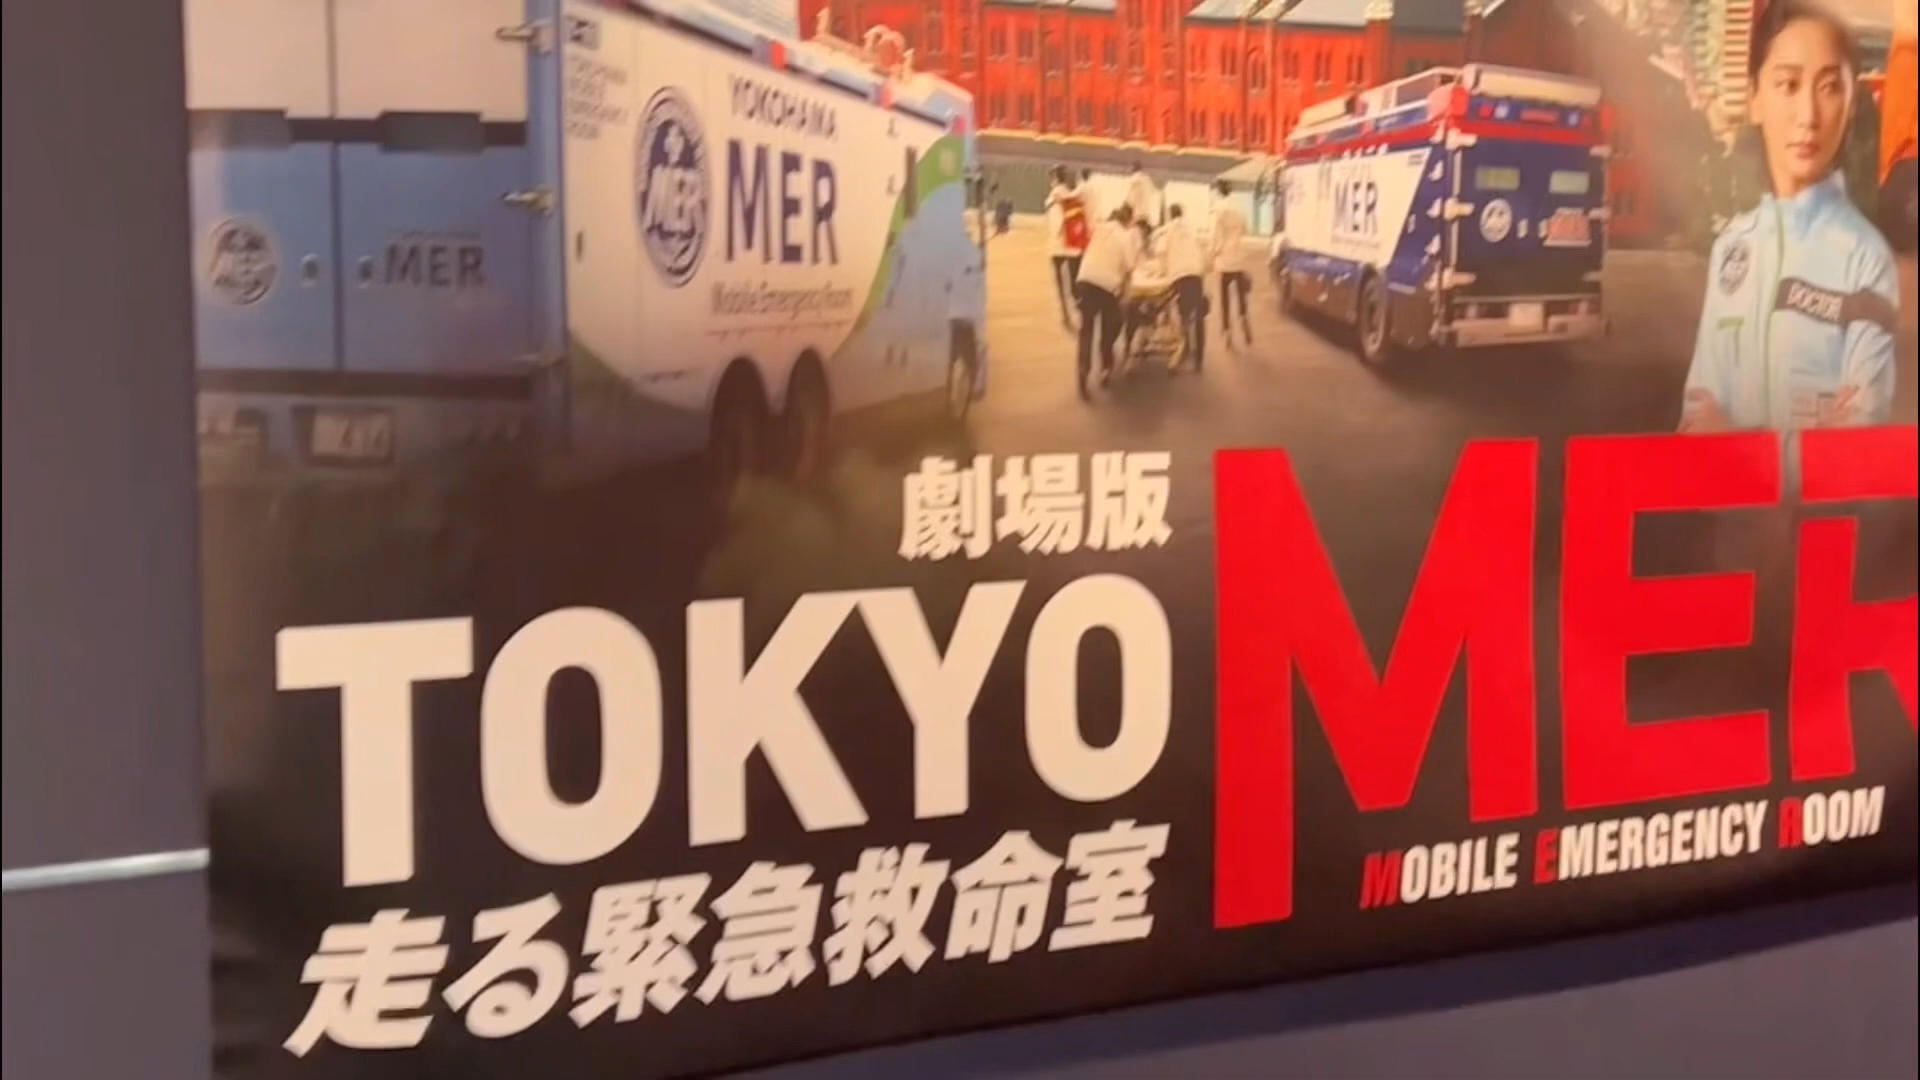 YOKOHAMA
MER
Mobile Emergency Room
MER
MER
MER
DOCTOR
劇場版
TOKYO MER
走る緊急救命室
MOBILE EMERGENCY ROOM